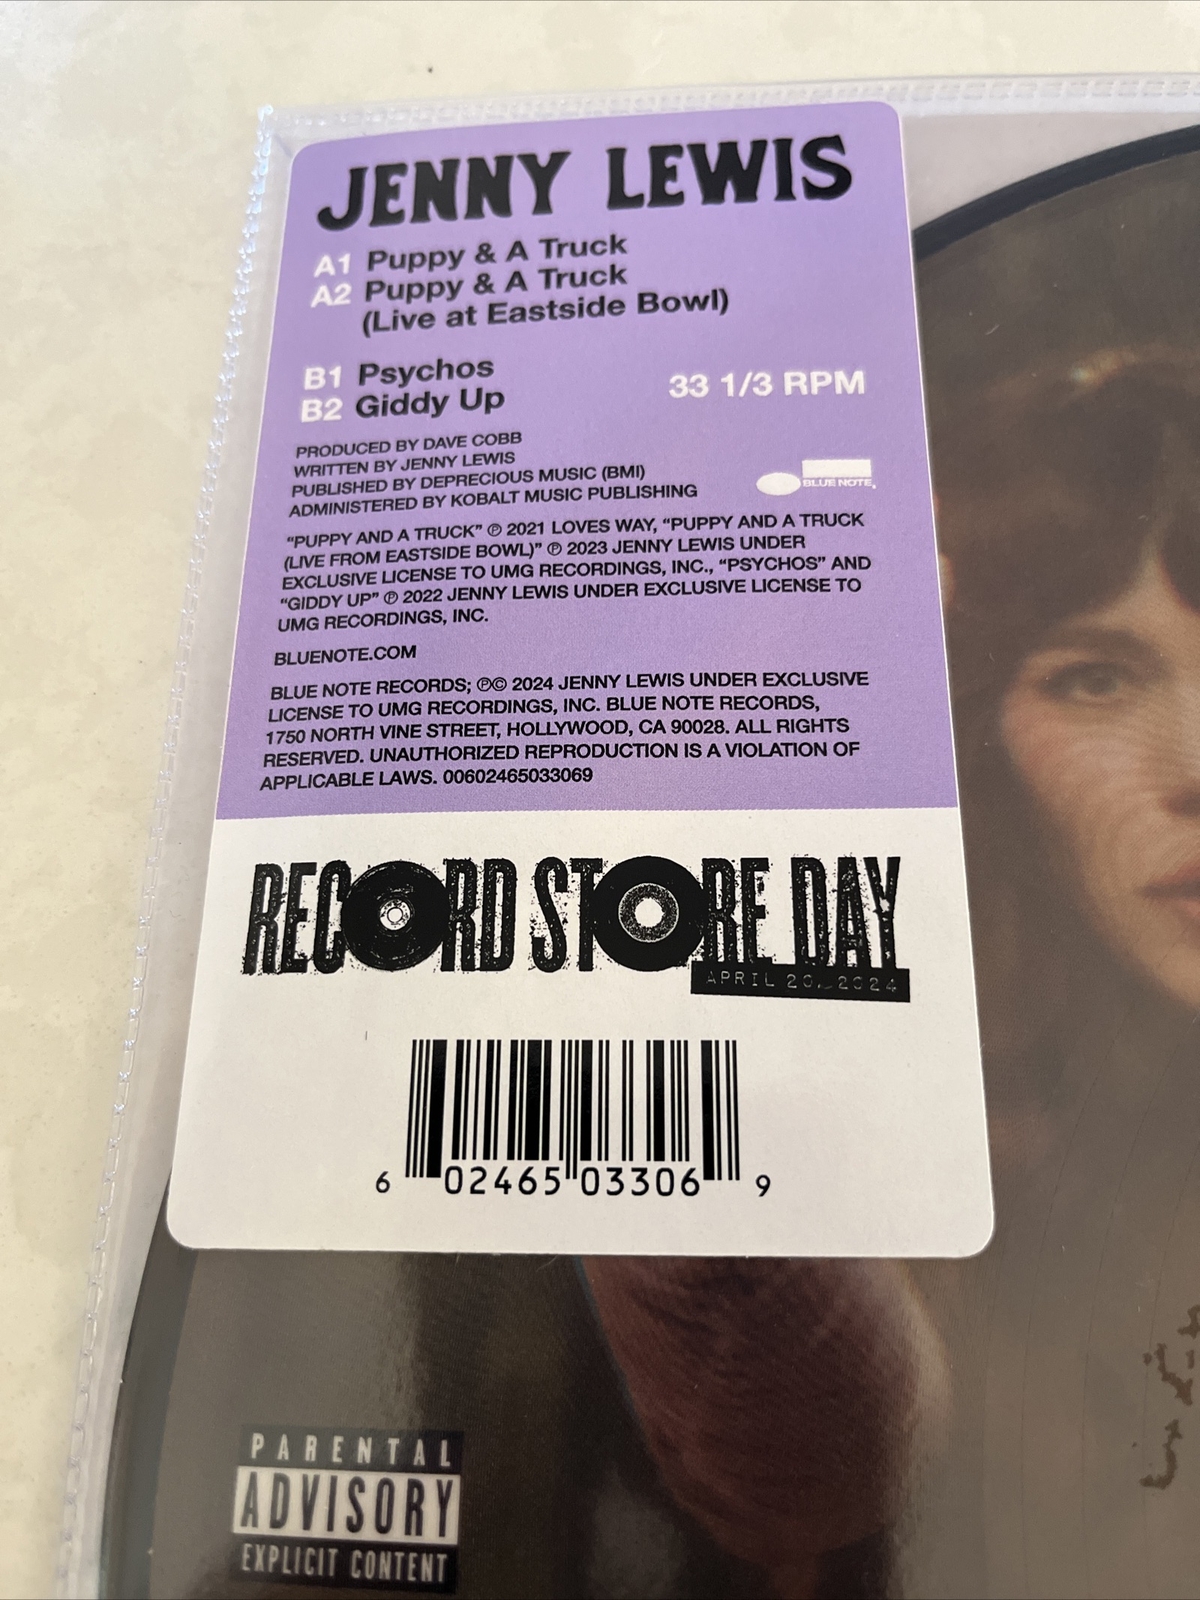 JENNY LEWIS
A1 Puppy & A Truck
A2 Puppy & A Truck
(Live at Eastside Bowl)
B1 Psychos
B2 Giddy Up
33 1/3 RPM
PRODUCED BY DAVE COBB
WRITTEN BY JENNY LEWIS
PUBLISHED BY DEPRECIOUS MUSIC (BMI)
ADMINISTERED BY KOBALT MUSIC PUBLISHING
BLUE NOTE
"PUPPY AND A TRUCK" ℗ 2021 LOVES WAY, "PUPPY AND A TRUCK
(LIVE FROM EASTSIDE BOWL)" ℗ 2023 JENNY LEWIS UNDER
EXCLUSIVE LICENSE TO UMG RECORDINGS, INC., "PSYCHOS" AND
"GIDDY UP" ℗ 2022 JENNY LEWIS UNDER EXCLUSIVE LICENSE TO
UMG RECORDINGS, INC.
BLUENOTE.COM
BLUE NOTE RECORDS; ℗© 2024 JENNY LEWIS UNDER EXCLUSIVE
LICENSE TO UMG RECORDINGS, INC. BLUE NOTE RECORDS,
1750 NORTH VINE STREET, HOLLYWOOD, CA 90028. ALL RIGHTS
RESERVED. UNAUTHORIZED REPRODUCTION IS A VIOLATION OF
APPLICABLE LAWS. 00602465033069
RECORD STORE DAY
APRIL 20, 2024
6 02465 03306 9
PARENTAL
ADVISORY
EXPLICIT CONTENT